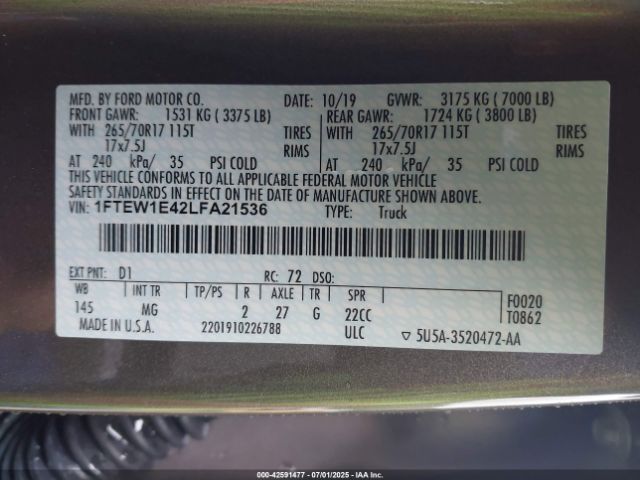 MFD. BY FORD MOTOR CO. DATE: 10/19 GVWR: 3175 KG ( 7000 LB)
FRONT GAWR: 1531 KG ( 3375 LB) REAR GAWR: 1724 KG ( 3800 LB)
WITH 265/70R17 115T TIRES WITH 265/70R17 115T TIRES
17x7.5J RIMS 17x7.5J RIMS
AT 240 kPa/ 35 PSI COLD AT 240 kPa/ 35 PSI COLD
THIS VEHICLE CONFORMS TO ALL APPLICABLE FEDERAL MOTOR VEHICLE
SAFETY STANDARDS IN EFFECT ON THE DATE OF MANUFACTURE SHOWN ABOVE.
VIN: 1FTEW1E42LFA21536 TYPE: Truck
EXT PNT: D1 RC: 72 DSO:
WB INT TR TP/PS R AXLE TR SPR F0020
145 MG 2 27 G 22CC T0862
MADE IN U.S.A. 2201910226788 ULC ▽ 5U5A-3520472-AA
000-42591477 - 07/01/2025 - IAAI, Inc.